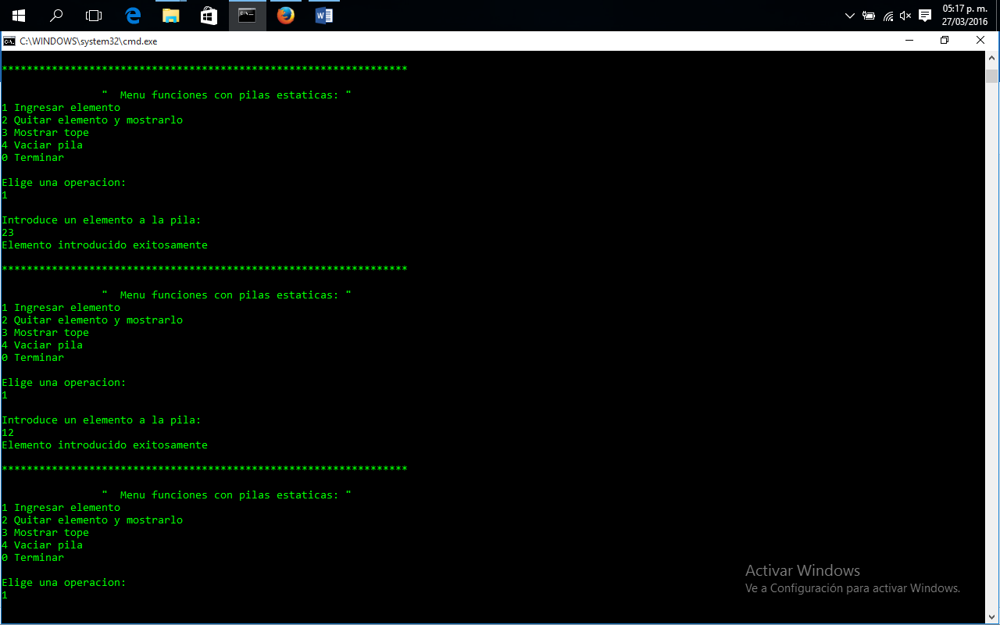 05:17 p. m.
27/03/2016
C:\WINDOWS\system32\cmd.exe
*****************************************************************
"  Menu funciones con pilas estaticas: "
1 Ingresar elemento
2 Quitar elemento y mostrarlo
3 Mostrar tope
4 Vaciar pila
0 Terminar
Elige una operacion:
1
Introduce un elemento a la pila:
23
Elemento introducido exitosamente
*****************************************************************
"  Menu funciones con pilas estaticas: "
1 Ingresar elemento
2 Quitar elemento y mostrarlo
3 Mostrar tope
4 Vaciar pila
0 Terminar
Elige una operacion:
1
Introduce un elemento a la pila:
12
Elemento introducido exitosamente
*****************************************************************
"  Menu funciones con pilas estaticas: "
1 Ingresar elemento
2 Quitar elemento y mostrarlo
3 Mostrar tope
4 Vaciar pila
0 Terminar
Elige una operacion:
1
Activar Windows
Ve a Configuración para activar Windows.